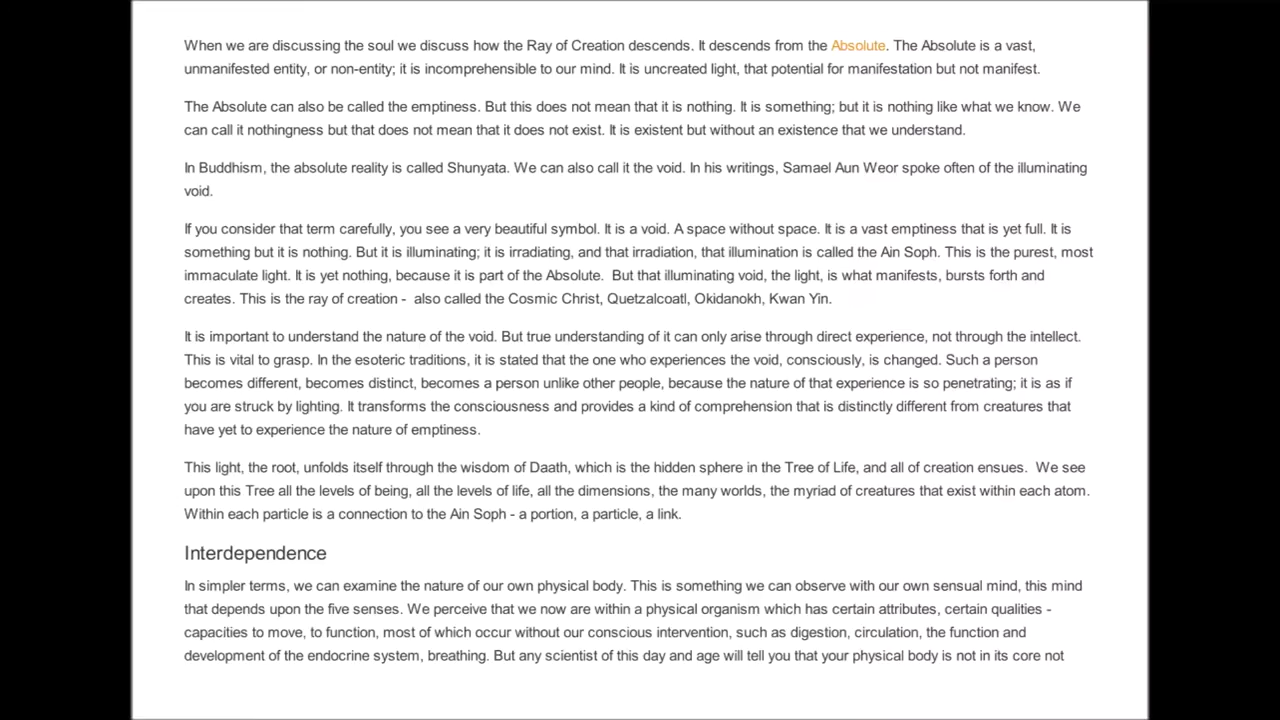 When we are discussing the soul we discuss how the Ray of Creation descends. It descends from the Absolute. The Absolute is a vast,
unmanifested entity, or non-entity; it is incomprehensible to our mind. It is uncreated light, that potential for manifestation but not manifest.
The Absolute can also be called the emptiness. But this does not mean that it is nothing. It is something; but it is nothing like what we know. We
can call it nothingness but that does not mean that it does not exist. It is existent but without an existence that we understand.
In Buddhism, the absolute reality is called Shunyata. We can also call it the void. In his writings, Samael Aun Weor spoke often of the illuminating
void.
If you consider that term carefully, you see a very beautiful symbol. It is a void. A space without space. It is a vast emptiness that is yet full. It is
something but it is nothing. But it is illuminating; it is irradiating, and that irradiation, that illumination is called the Ain Soph. This is the purest, most
immaculate light. It is yet nothing, because it is part of the Absolute.  But that illuminating void, the light, is what manifests, bursts forth and
creates. This is the ray of creation -  also called the Cosmic Christ, Quetzalcoatl, Okidanokh, Kwan Yin.
It is important to understand the nature of the void. But true understanding of it can only arise through direct experience, not through the intellect.
This is vital to grasp. In the esoteric traditions, it is stated that the one who experiences the void, consciously, is changed. Such a person
becomes different, becomes distinct, becomes a person unlike other people, because the nature of that experience is so penetrating; it is as if
you are struck by lighting. It transforms the consciousness and provides a kind of comprehension that is distinctly different from creatures that
have yet to experience the nature of emptiness.
This light, the root, unfolds itself through the wisdom of Daath, which is the hidden sphere in the Tree of Life, and all of creation ensues.  We see
upon this Tree all the levels of being, all the levels of life, all the dimensions, the many worlds, the myriad of creatures that exist within each atom.
Within each particle is a connection to the Ain Soph - a portion, a particle, a link.
Interdependence
In simpler terms, we can examine the nature of our own physical body. This is something we can observe with our own sensual mind, this mind
that depends upon the five senses. We perceive that we now are within a physical organism which has certain attributes, certain qualities -
capacities to move, to function, most of which occur without our conscious intervention, such as digestion, circulation, the function and
development of the endocrine system, breathing. But any scientist of this day and age will tell you that your physical body is not in its core not